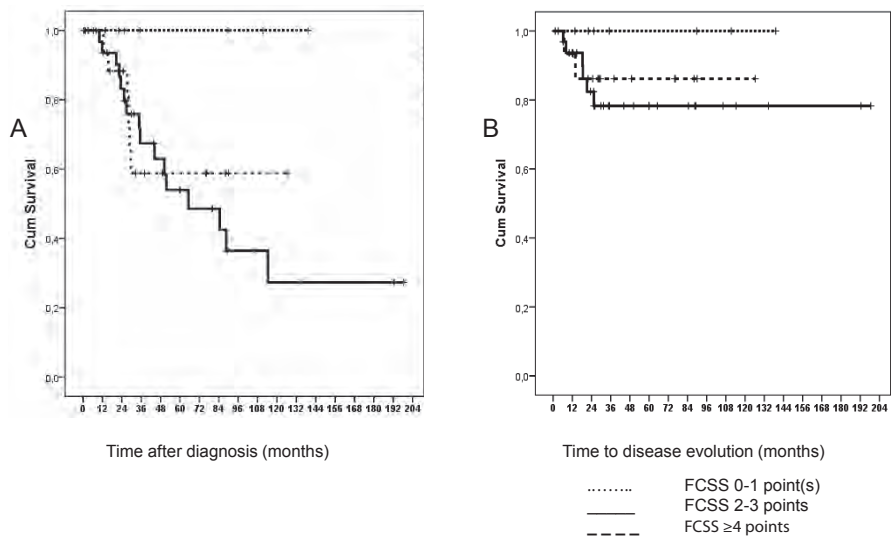 A
Cum Survival
1,0
0,8
0,6
0,4
0,2
0,0
0 12 24 36 48 60 72 84 96 108 120 132 144 156 168 180 192 204
Time after diagnosis (months)
B
Cum Survival
1,0
0,8
0,6
0,4
0,2
0,0
0 12 24 36 48 60 72 84 96 108 120 132 144 156 168 180 192 204
Time to disease evolution (months)
FCSS 0-1 point(s)
FCSS 2-3 points
FCSS ≥4 points